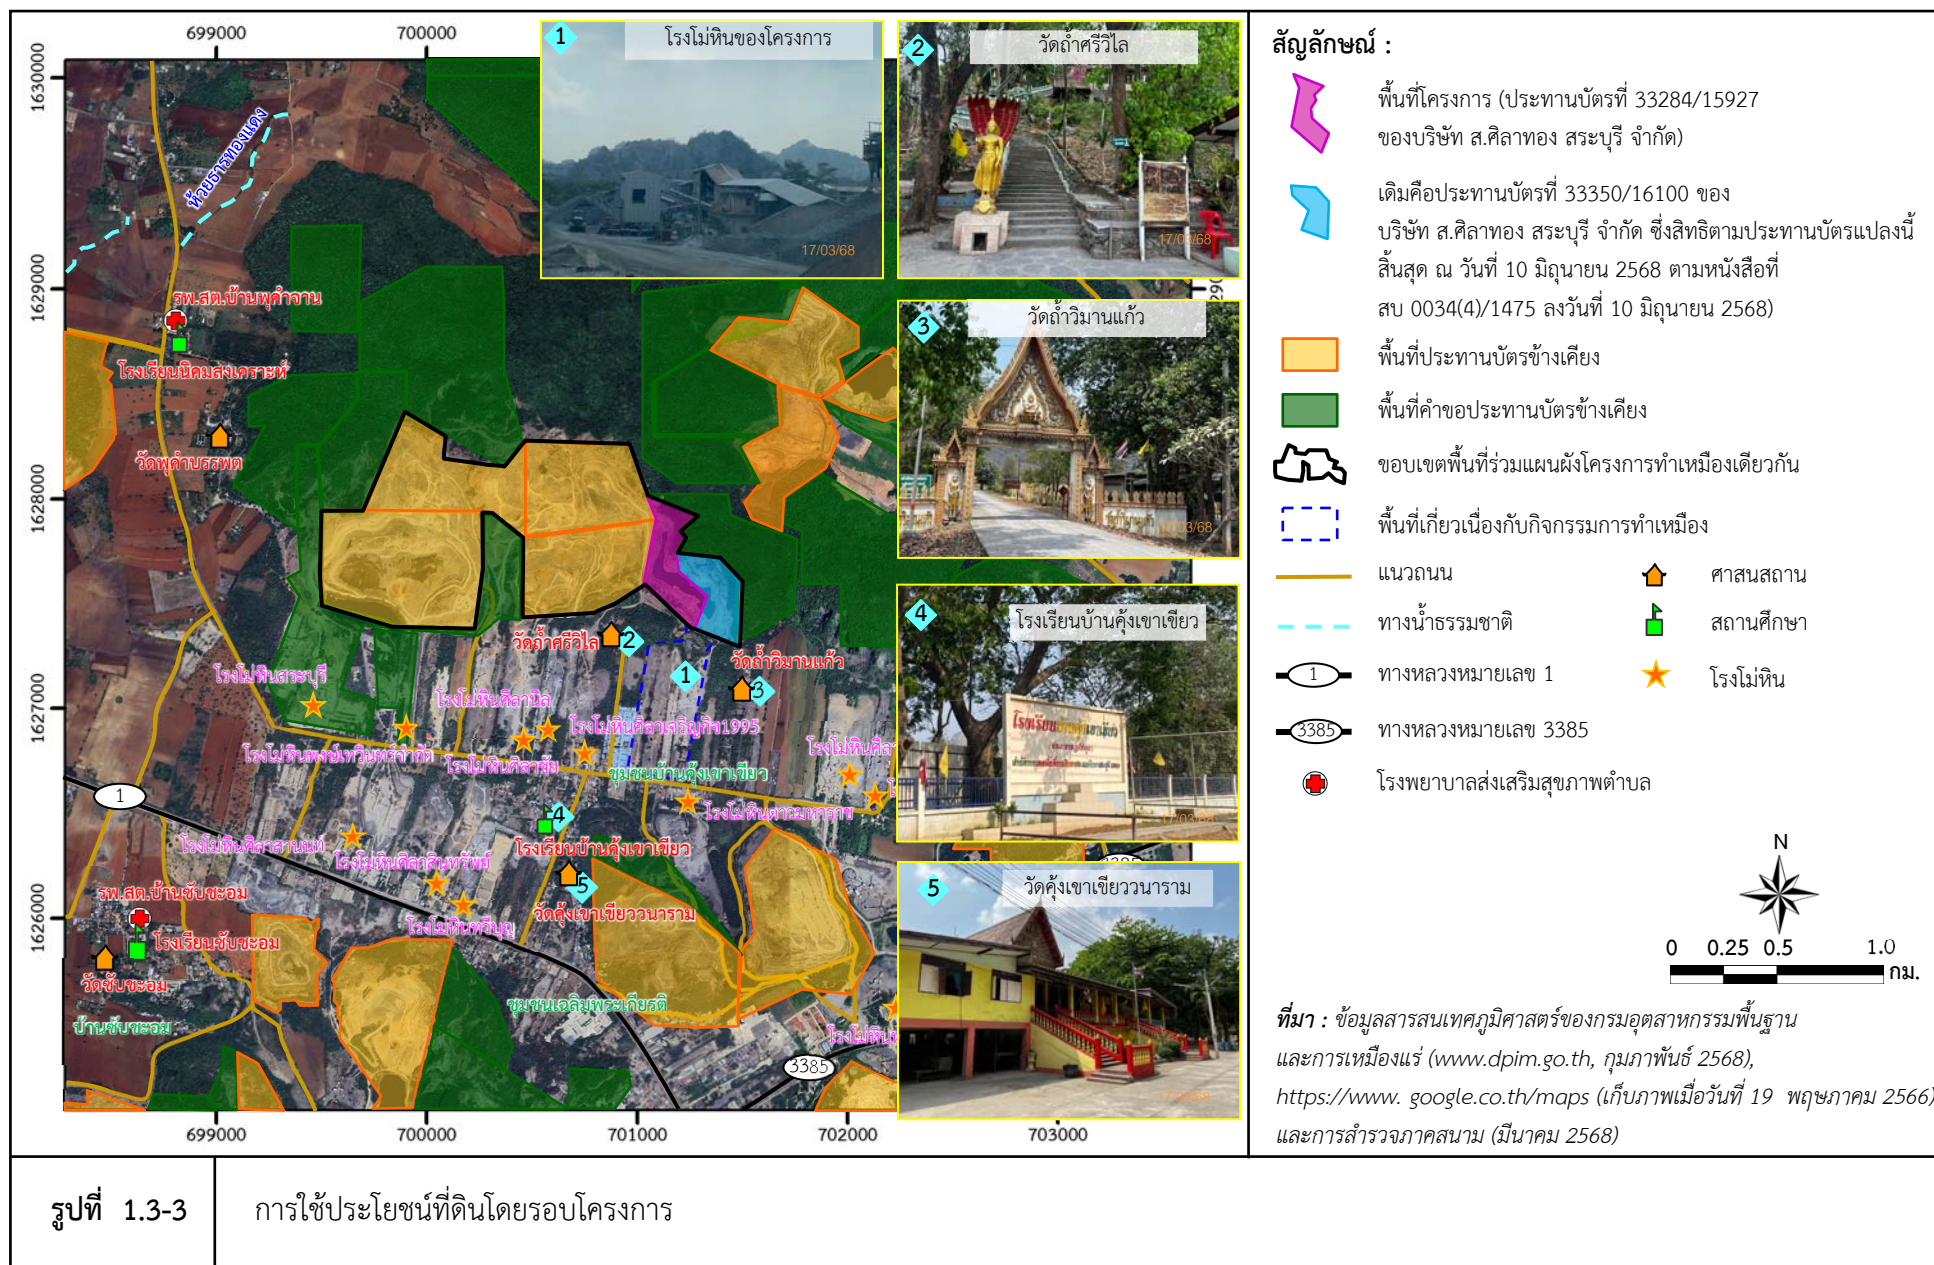 699000
700000
1630000
1629000
1628000
1627000
1626000
699000
700000
701000
702000
703000
ห้วยธารทองแดง
รพ.สต.บ้านพุคำจาน
โรงเรียนนิคมสงเคราะห์
วัดพุคำบรรพต
วัดถ้ำศรีวิไล
2
1
วัดถ้ำวิมานแก้ว
3
โรงโม่หินสระบุรี
โรงโม่หินศิลานิล
โรงโม่หินศิลาเจริญกิจ1995
โรงโม่หินพงษ์เทวินทร์จำกัด
โรงโม่หินศิลาชัย
ชุมชนบ้านคุ้งเขาเขียว
โรงโม่หินดาวมหาราช
1
4
โรงโม่หินศิลาสานนท์
โรงโม่หินศิลาสินทรัพย์
โรงเรียนบ้านคุ้งเขาเขียว
5
วัดคุ้งเขาเขียววนาราม
โรงโม่หินทวีบุญ
รพ.สต.บ้านซับชะอม
โรงเรียนซับชะอม
วัดซับชะอม
บ้านซับชะอม
ชุมชนเฉลิมพระเกียรติ
3385
1
โรงโม่หินของโครงการ
17/03/68
2
วัดถ้ำศรีวิไล
17/03/68
3
วัดถ้ำวิมานแก้ว
17/03/68
4
โรงเรียนบ้านคุ้งเขาเขียว
17/03/68
5
วัดคุ้งเขาเขียววนาราม
สัญลักษณ์ :
พื้นที่โครงการ (ประทานบัตรที่ 33284/15927
ของบริษัท ส.ศิลาทอง สระบุรี จำกัด)
เดิมคือประทานบัตรที่ 33350/16100 ของ
บริษัท ส.ศิลาทอง สระบุรี จำกัด ซึ่งสิทธิตามประทานบัตรแปลงนี้
สิ้นสุด ณ วันที่ 10 มิถุนายน 2568 ตามหนังสือที่
สบ 0034(4)/1475 ลงวันที่ 10 มิถุนายน 2568)
พื้นที่ประทานบัตรข้างเคียง
พื้นที่คำขอประทานบัตรข้างเคียง
ขอบเขตพื้นที่ร่วมแผนผังโครงการทำเหมืองเดียวกัน
พื้นที่เกี่ยวเนื่องกับกิจกรรมการทำเหมือง
แนวถนน
ศาสนสถาน
ทางน้ำธรรมชาติ
สถานศึกษา
1
ทางหลวงหมายเลข 1
โรงโม่หิน
3385
ทางหลวงหมายเลข 3385
โรงพยาบาลส่งเสริมสุขภาพตำบล
N
0 0.25 0.5 1.0
กม.
ที่มา : ข้อมูลสารสนเทศภูมิศาสตร์ของกรมอุตสาหกรรมพื้นฐาน
และการเหมืองแร่ (www.dpim.go.th, กุมภาพันธ์ 2568),
https://www. google.co.th/maps (เก็บภาพเมื่อวันที่ 19 พฤษภาคม 2566)
และการสำรวจภาคสนาม (มีนาคม 2568)
รูปที่ 1.3-3
การใช้ประโยชน์ที่ดินโดยรอบโครงการ